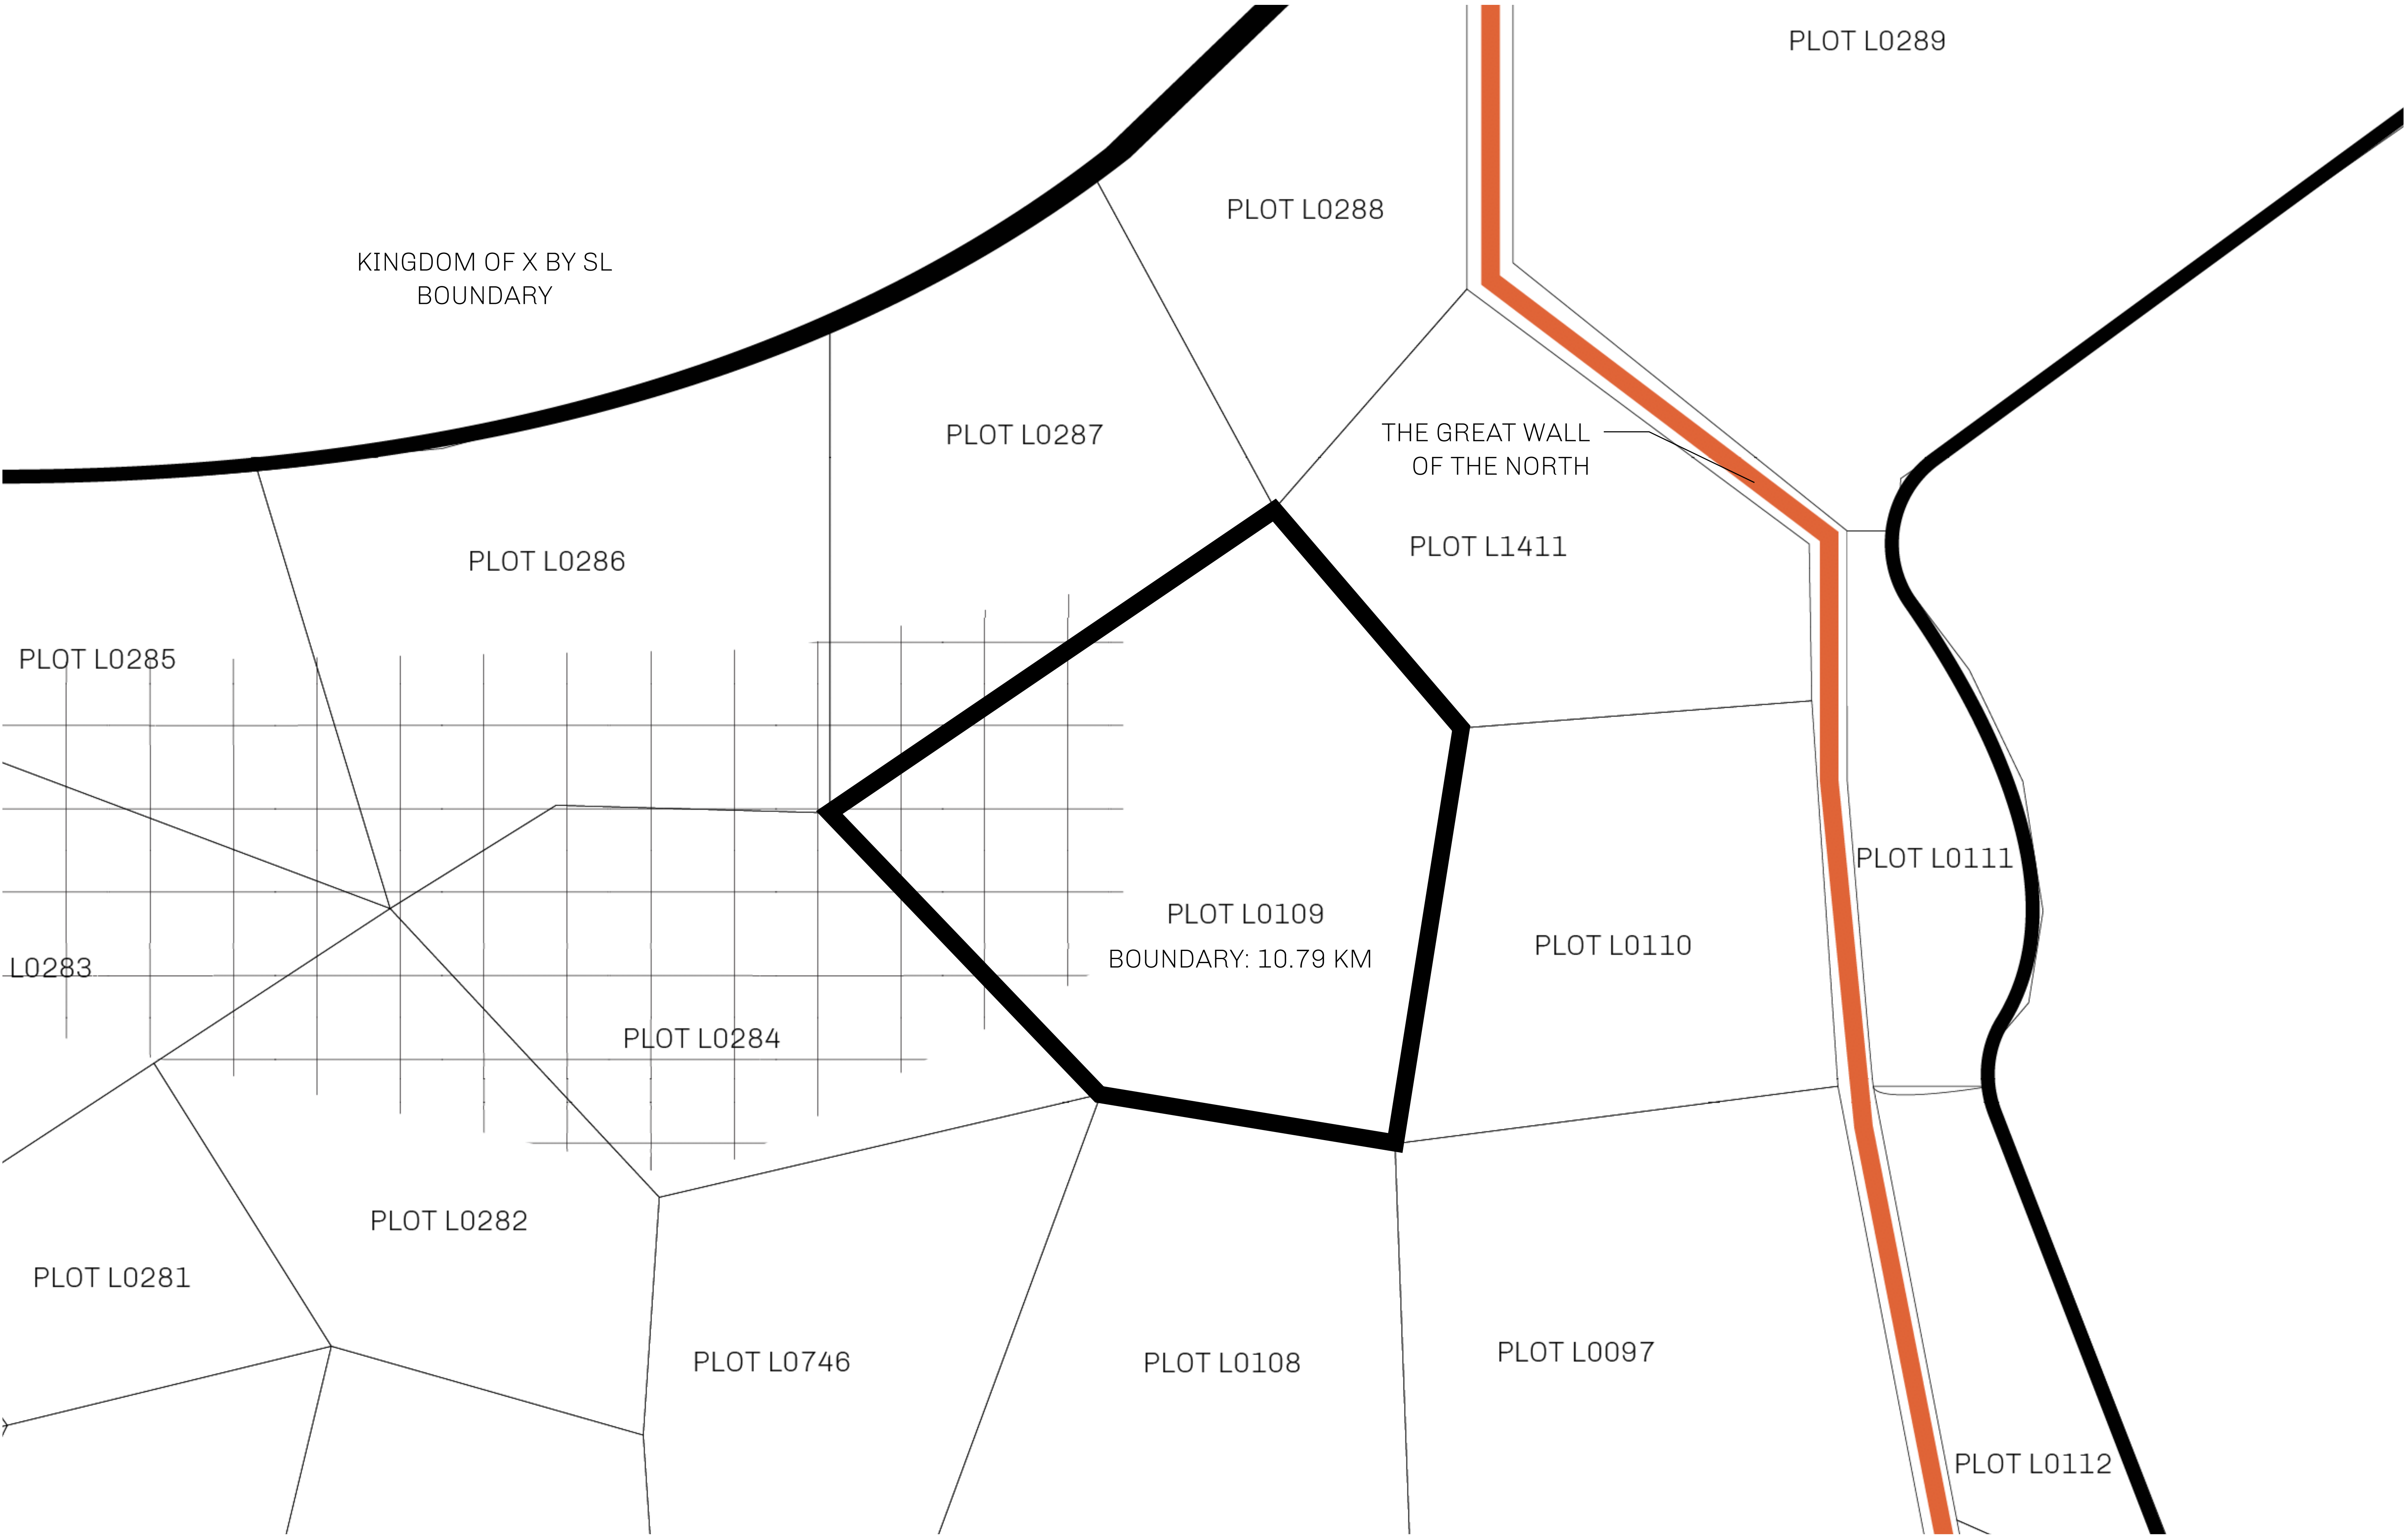 PLOT L0289
PLOT L0288
KINGDOM OF X BY SL
BOUNDARY
PLOT L0287
THE GREAT WALL
OF THE NORTH
PLOT L0286
PLOT L1411
PLOT L0285
PLOT L0111
PLOT L0109
BOUNDARY: 10.79 KM
PLOT L0110
L0283
PLOT L0284
PLOT L0282
PLOT L0281
PLOT L0746
PLOT L0108
PLOT L0097
PLOT L0112